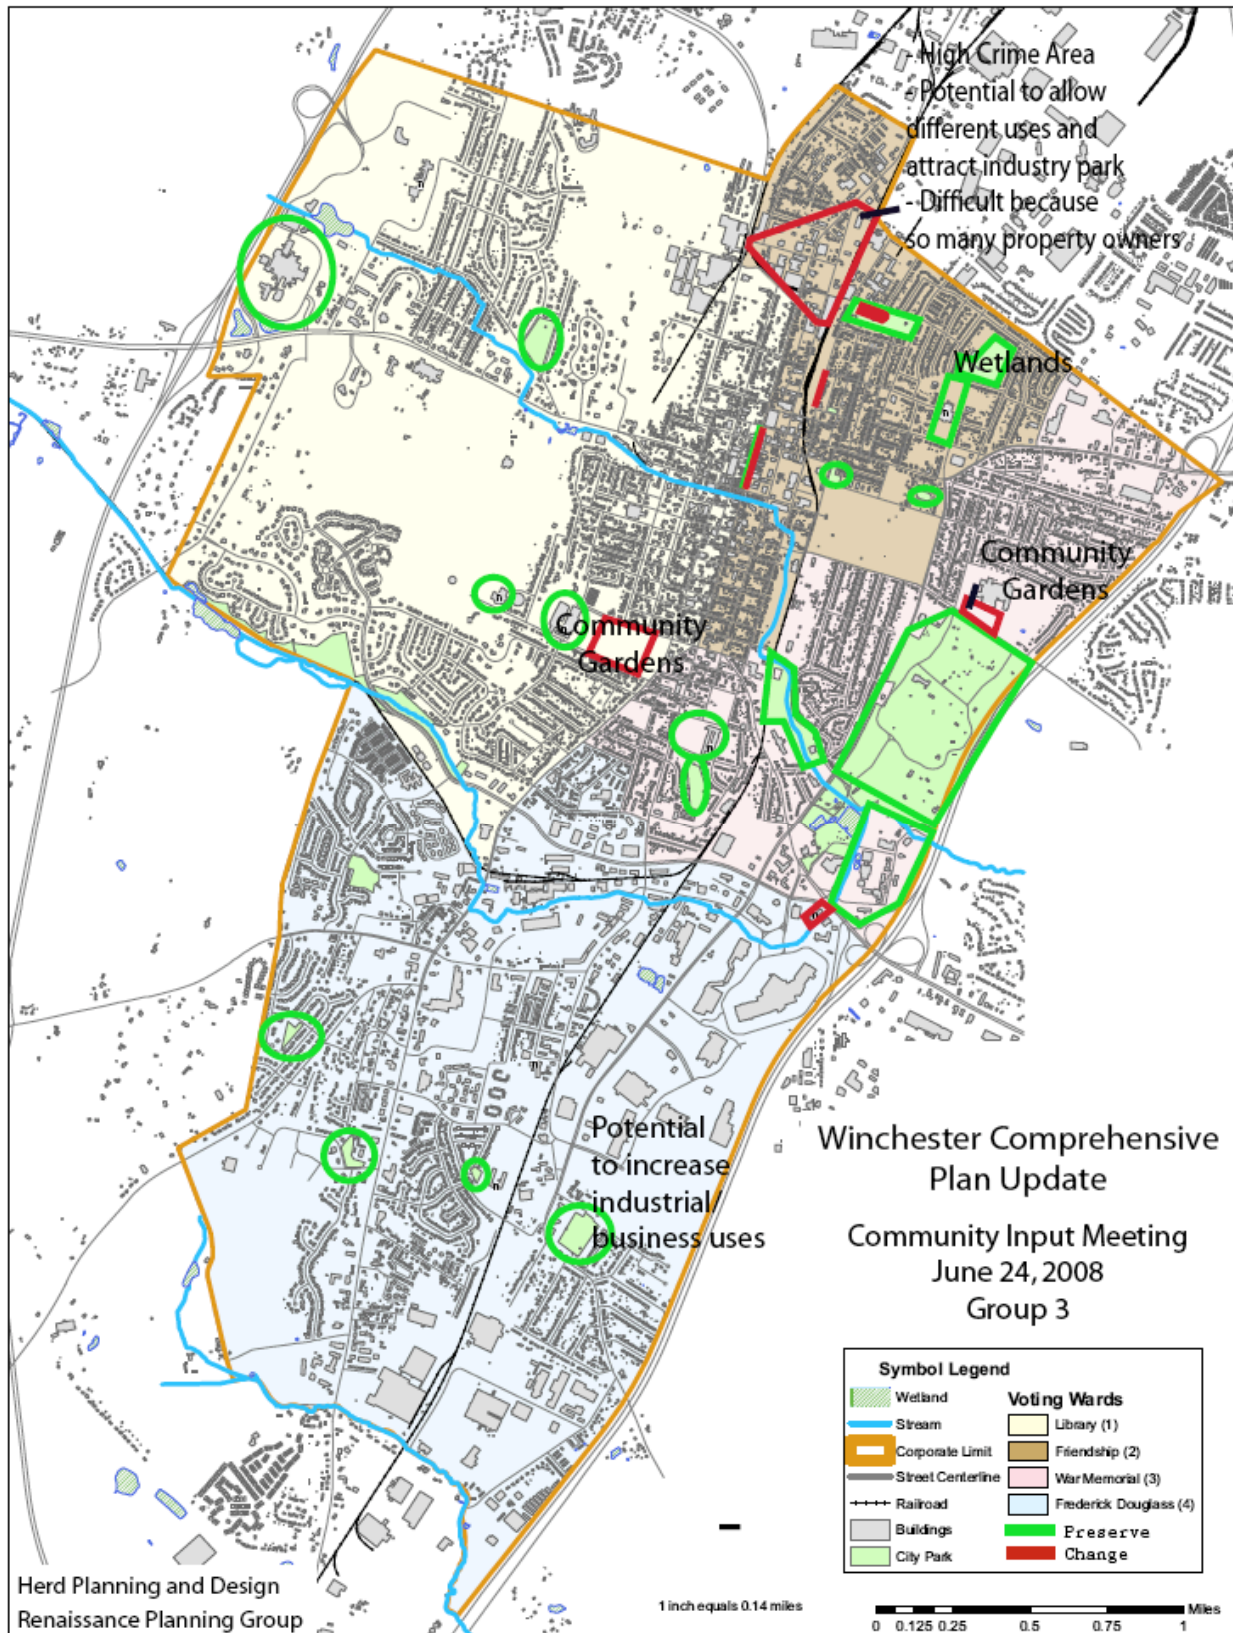 - High Crime Area
- Potential to allow
different uses and
attract industry park
- Difficult because
so many property owners
Wetlands
Community
Gardens
Community
Gardens
Potential
to increase
industrial/
business uses
Winchester Comprehensive
Plan Update
Community Input Meeting
June 24, 2008
Group 3
Symbol Legend
Wetland
Stream
Corporate Limit
Street Centerline
Railroad
Buildings
City Park
Voting Wards
Library (1)
Friendship (2)
War Memorial (3)
Frederick Douglass (4)
Preserve
Change
Herd Planning and Design
Renaissance Planning Group
1 inch equals 0.14 miles
Miles
0 0.125 0.25 0.5 0.75 1